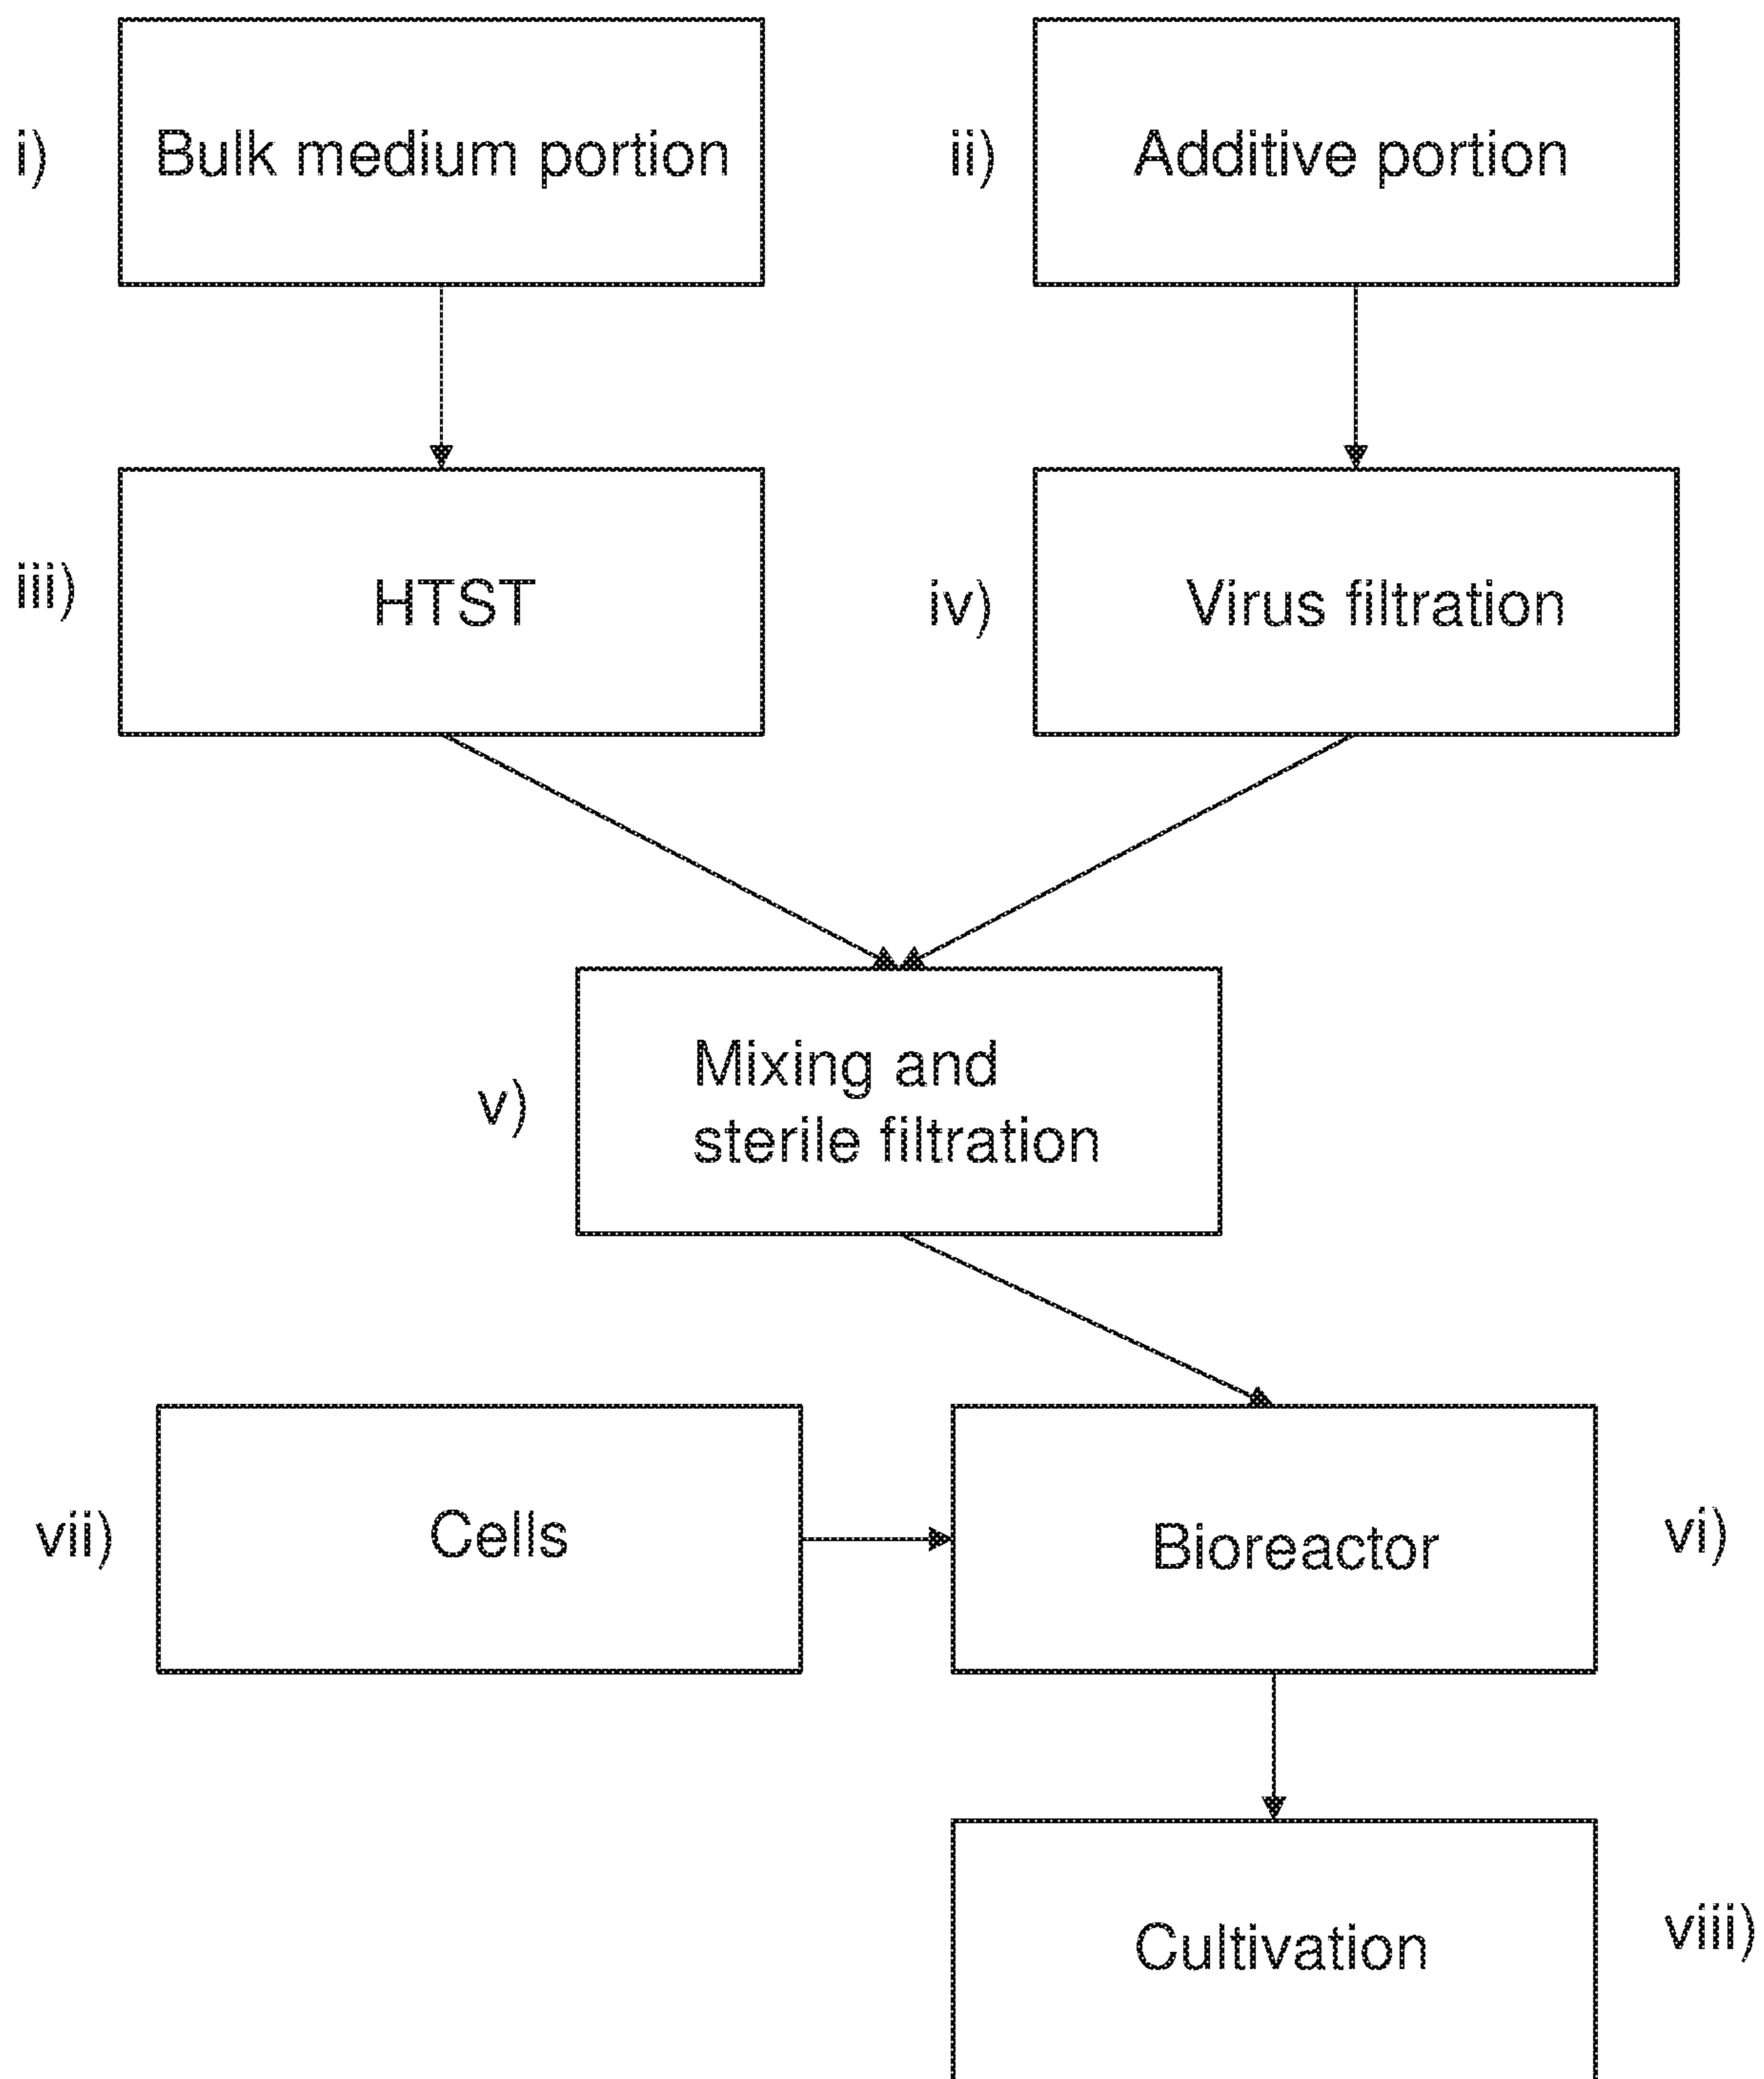 i)
Bulk medium portion
ii)
Additive portion
iii)
HTST
iv)
Virus filtration
v)
Mixing and
sterile filtration
vii)
Cells
Bioreactor
vi)
Cultivation
viii)